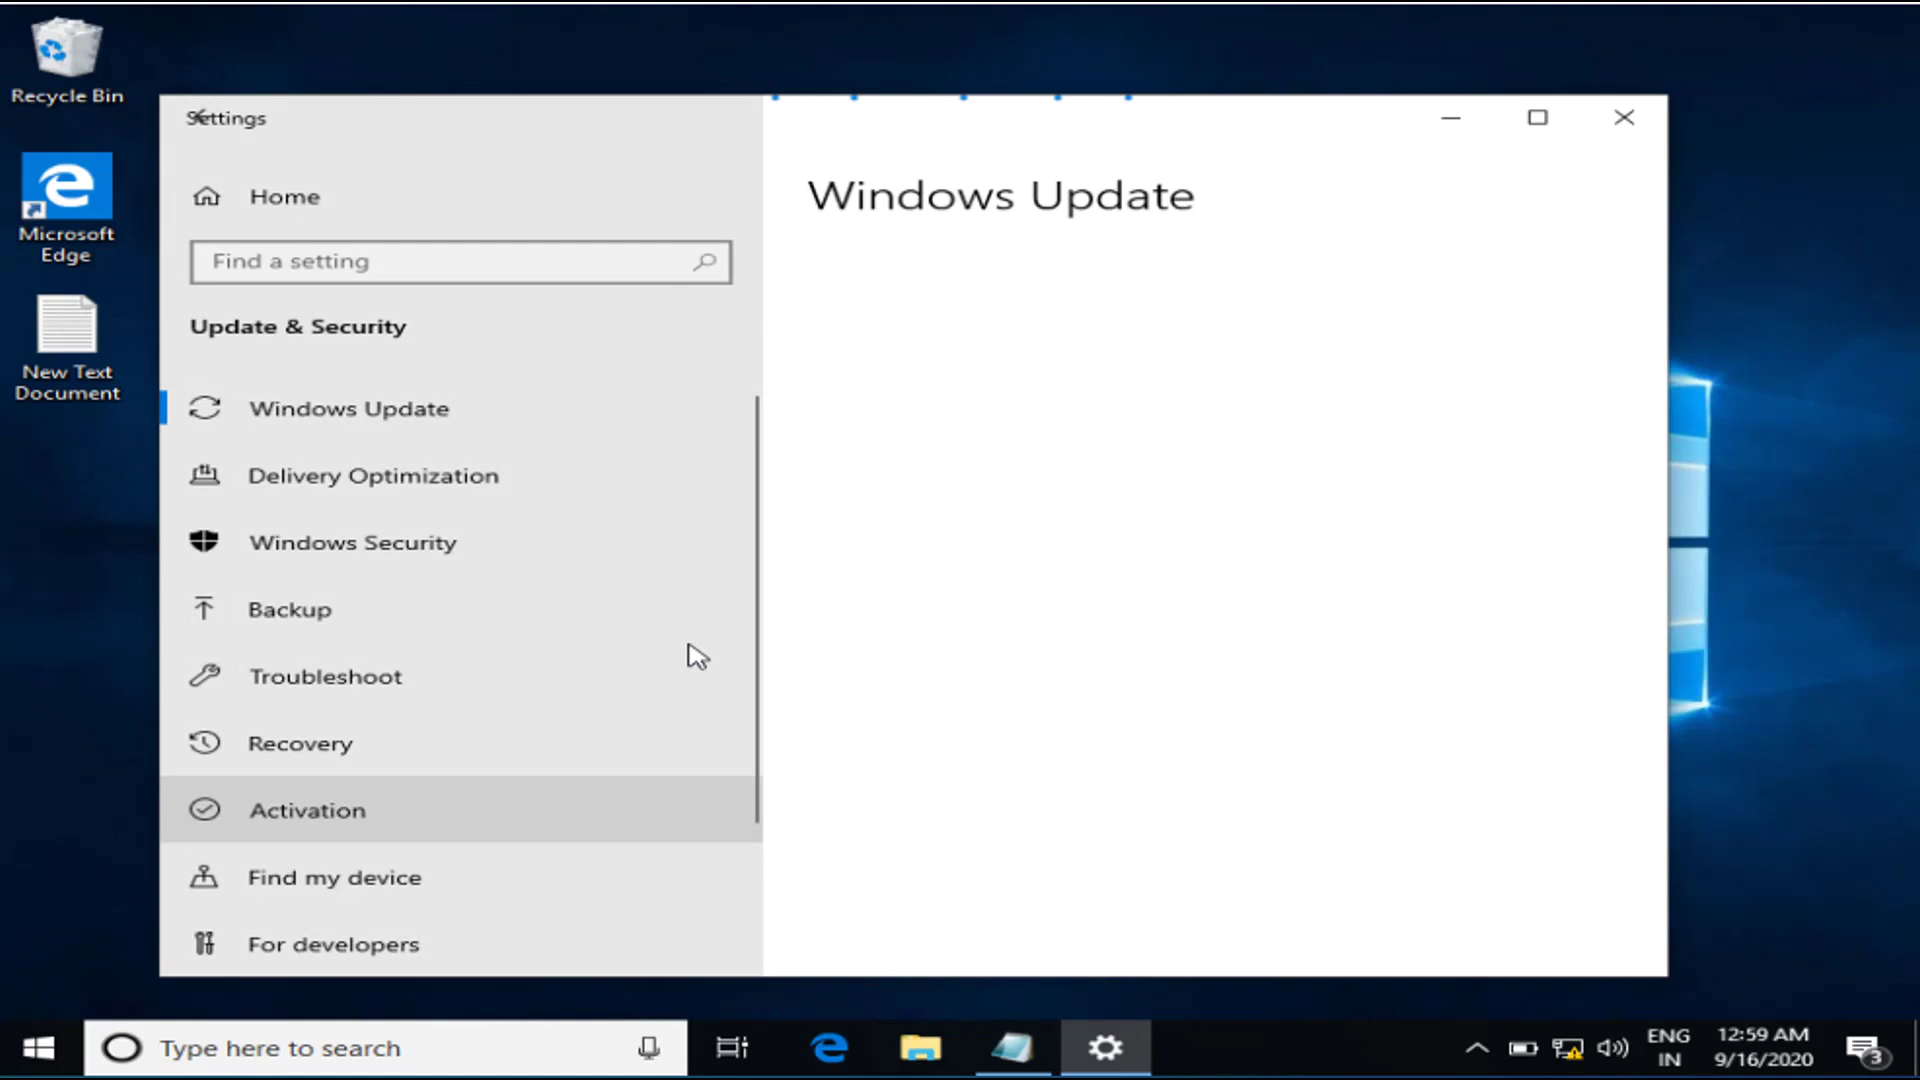 Recycle Bin
Microsoft
Edge
New Text
Document
Settings
Home
Find a setting
Update & Security
Windows Update
Delivery Optimization
Windows Security
Backup
Troubleshoot
Recovery
Activation
Find my device
For developers
Windows Update
Type here to search
ENG
IN
12:59 AM
9/16/2020
3